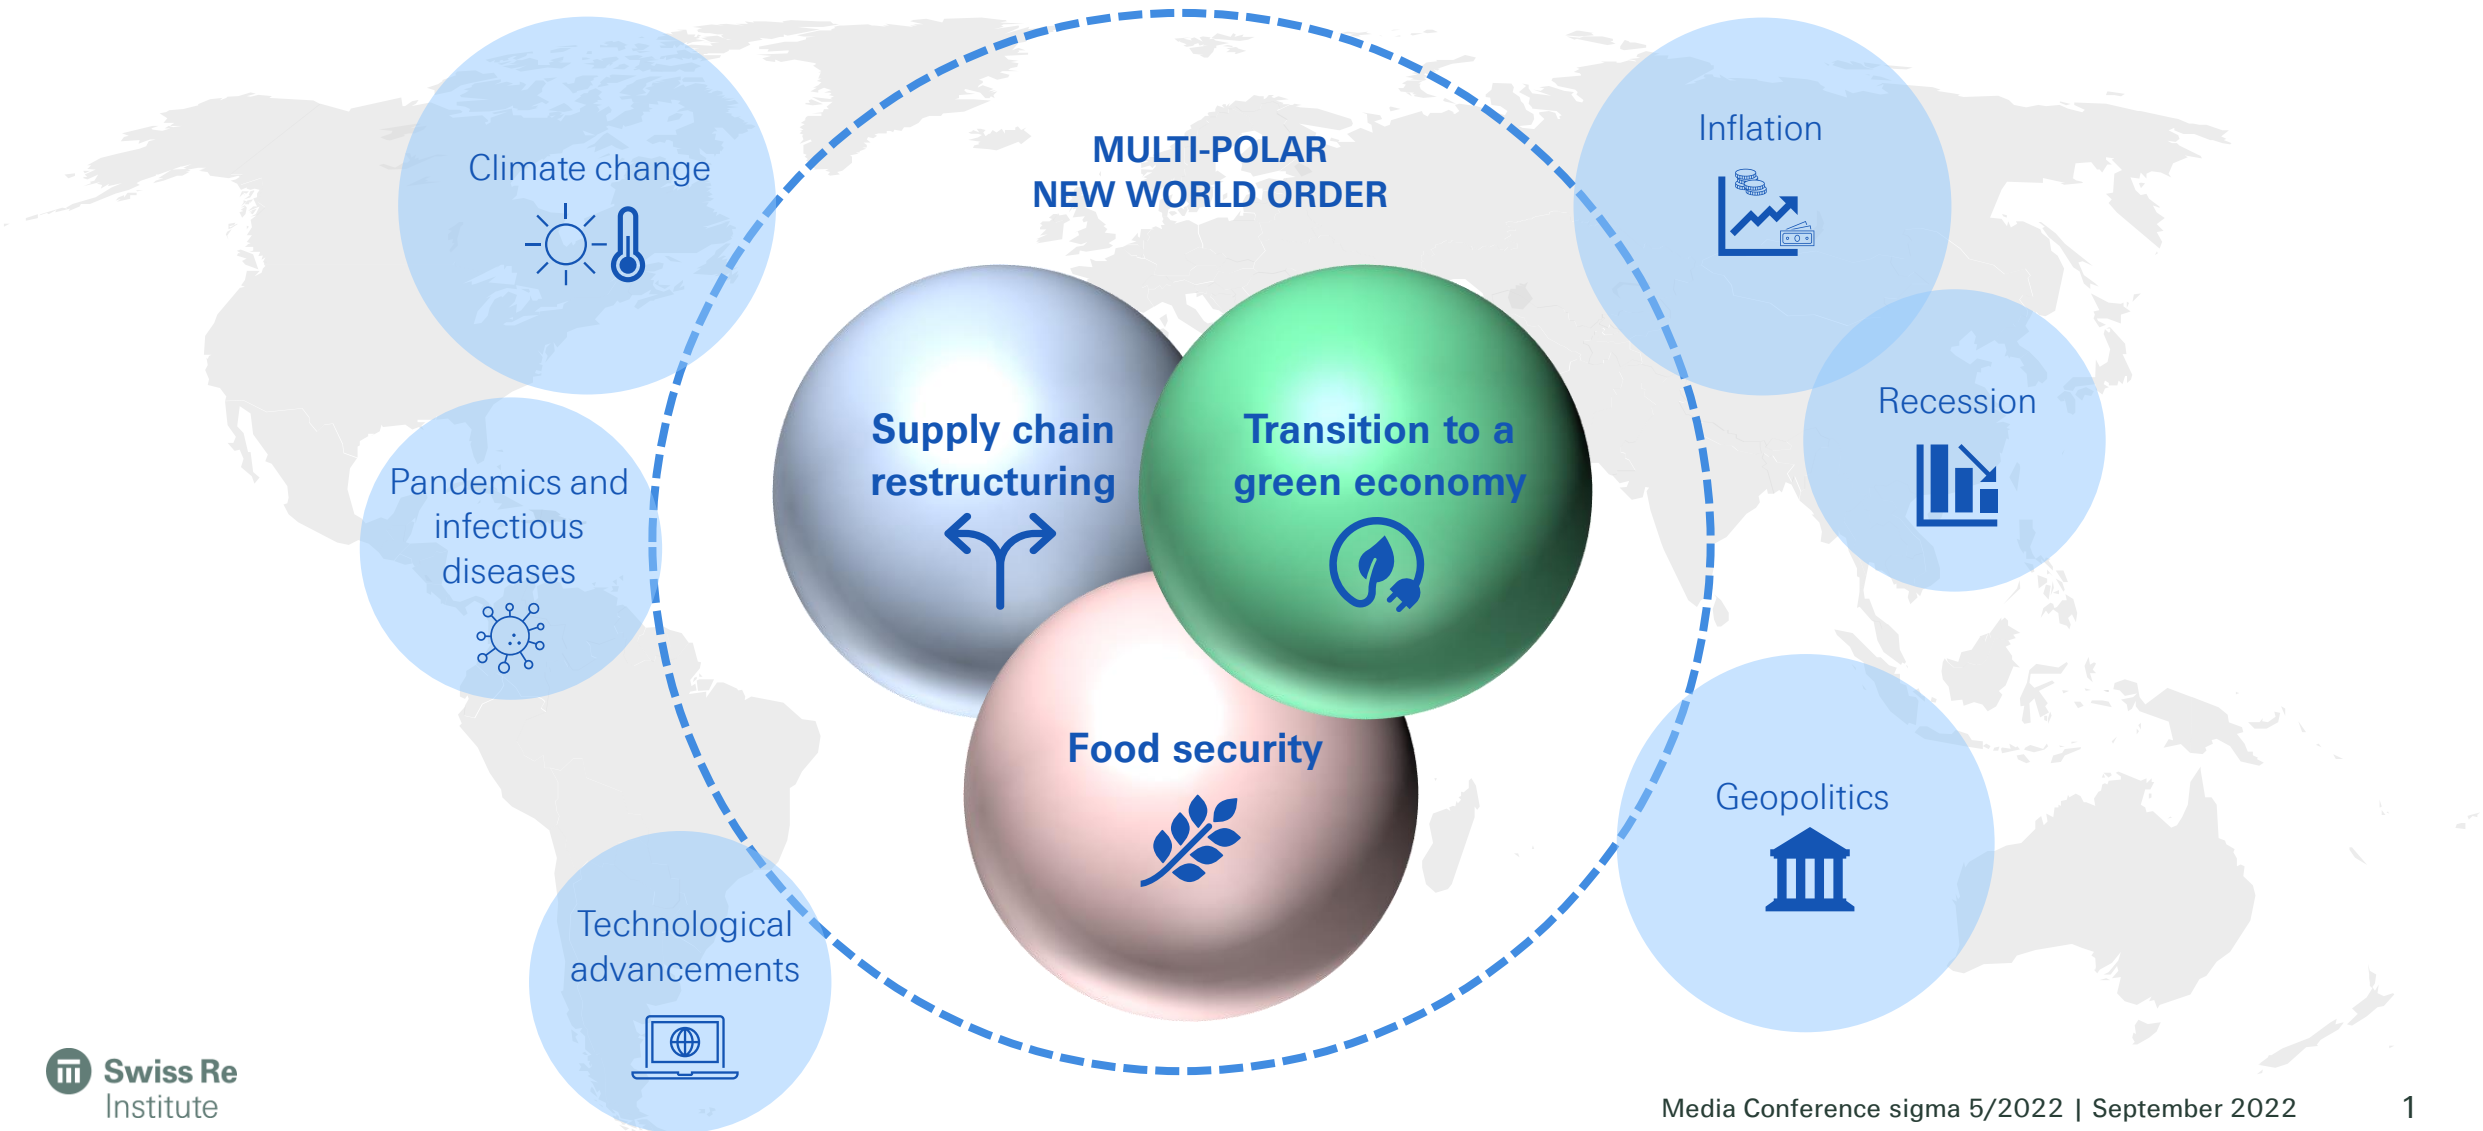 MULTI-POLAR
NEW WORLD ORDER
Climate change
Pandemics and
infectious
diseases
Technological
advancements
Supply chain
restructuring
Transition to a
green economy
Food security
Inflation
Recession
Geopolitics
Swiss Re
Institute
Media Conference sigma 5/2022 | September 2022
1